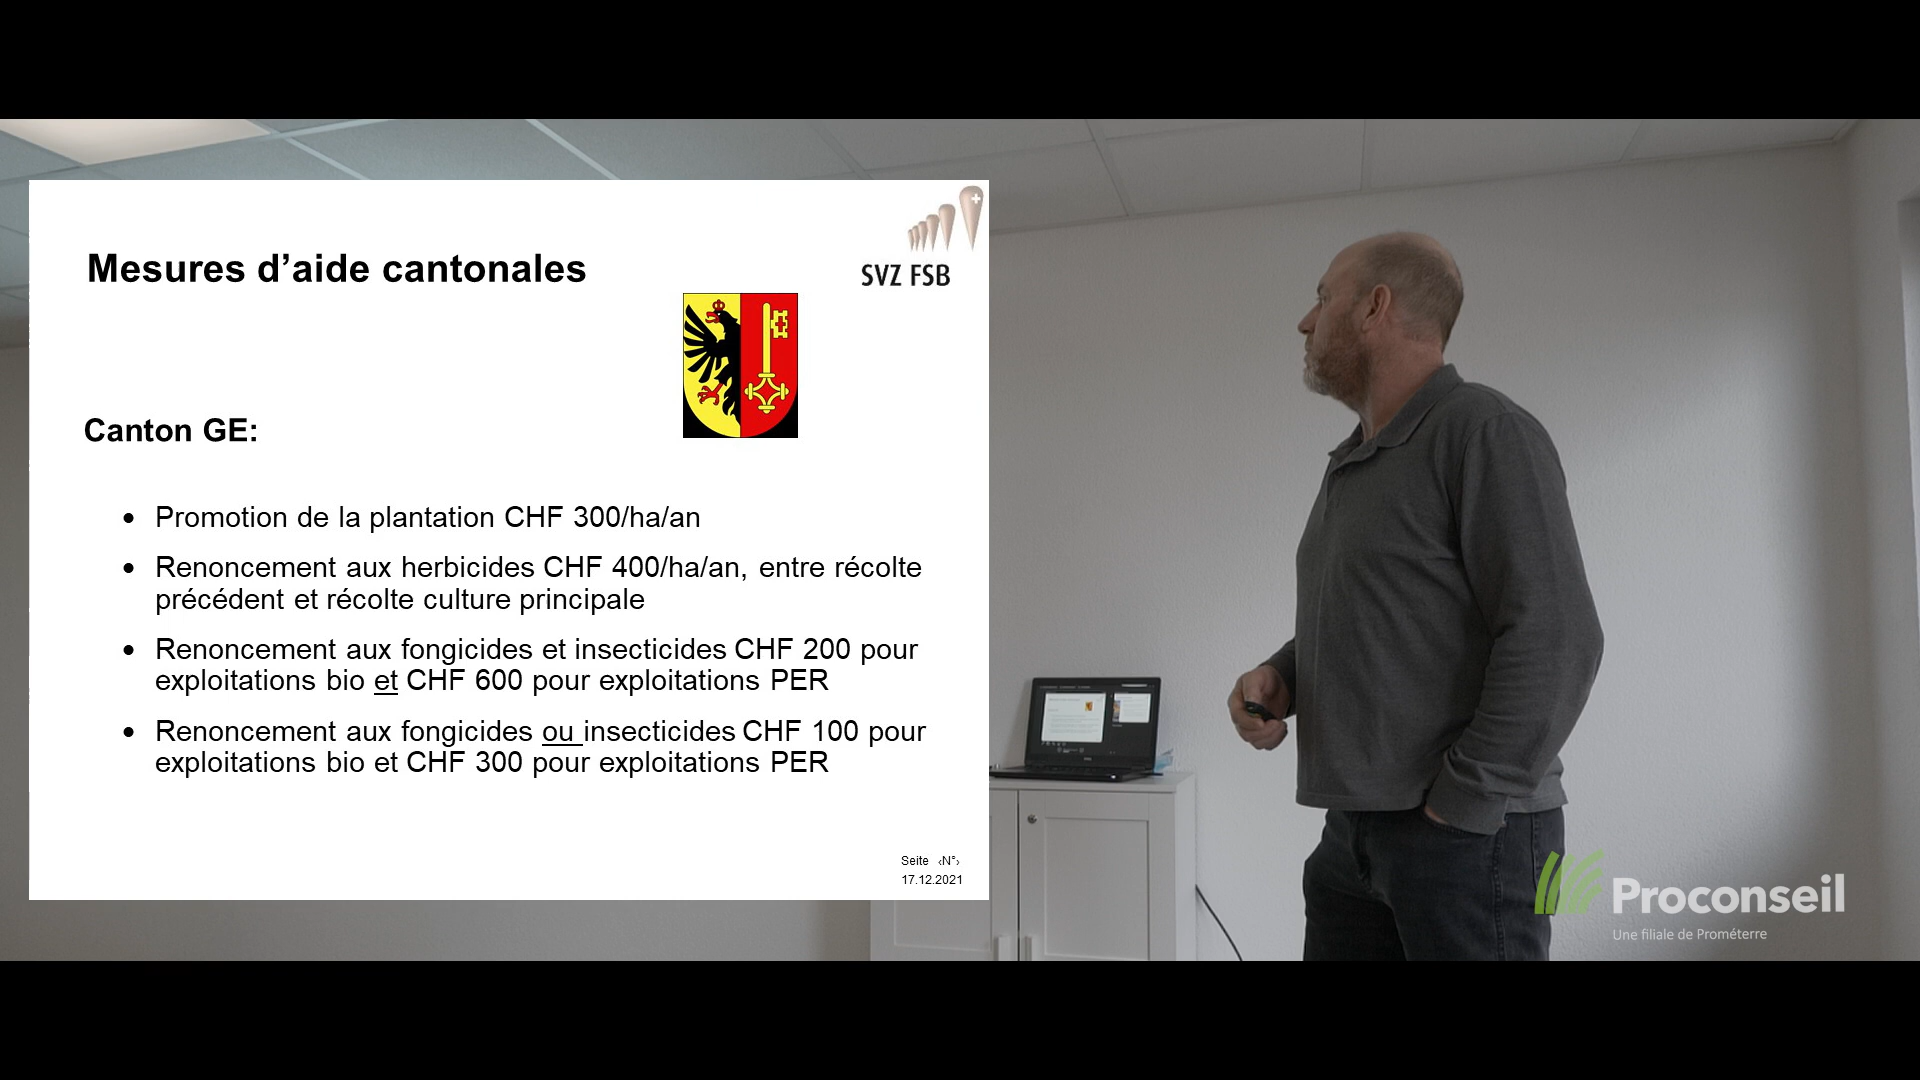 SVZ FSB
Mesures d’aide cantonales
Canton GE:
• Promotion de la plantation CHF 300/ha/an
• Renoncement aux herbicides CHF 400/ha/an, entre récolte
précédent et récolte culture principale
• Renoncement aux fongicides et insecticides CHF 200 pour
exploitations bio et CHF 600 pour exploitations PER
• Renoncement aux fongicides ou insecticides CHF 100 pour
exploitations bio et CHF 300 pour exploitations PER
Seite ‹N°›
17.12.2021
Proconseil
Une filiale de Prométerre